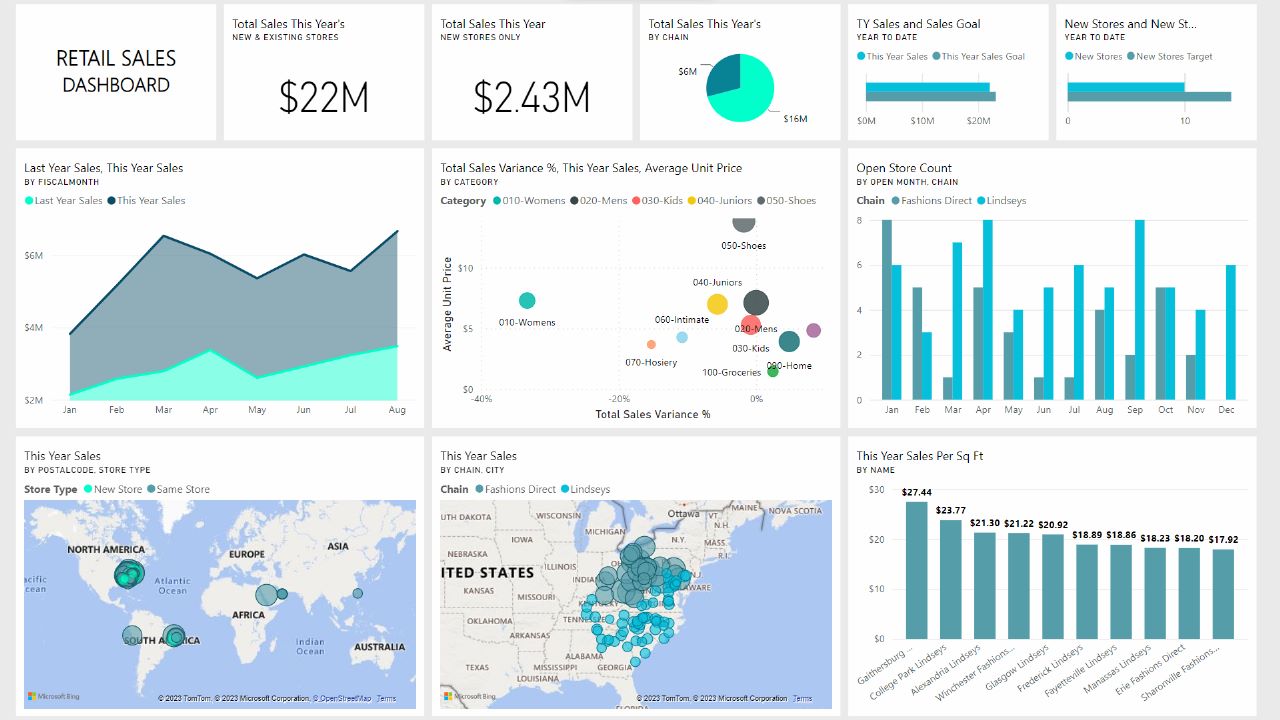 RETAIL SALES
DASHBOARD
Total Sales This Year's
NEW & EXISTING STORES
$22M
Total Sales This Year
NEW STORES ONLY
$2.43M
Total Sales This Year's
BY CHAIN
$6M
$16M
TY Sales and Sales Goal
YEAR TO DATE
This Year Sales This Year Sales Goal
$0M $10M $20M
New Stores and New St...
YEAR TO DATE
New Stores New Stores Target
0 10
Last Year Sales, This Year Sales
BY FISCALMONTH
Last Year Sales This Year Sales
$6M
$4M
$2M
Jan Feb Mar Apr May Jun Jul Aug
Total Sales Variance %, This Year Sales, Average Unit Price
BY CATEGORY
Category 010-Womens 020-Mens 030-Kids 040-Juniors 050-Shoes
Average Unit Price
$10
$5
$0
050-Shoes
040-Juniors
010-Womens
060-Intimate
020-Mens
030-Kids
070-Hosiery
090-Home
100-Groceries
-40% -20% 0%
Total Sales Variance %
Open Store Count
BY OPEN MONTH, CHAIN
Chain Fashions Direct Lindseys
8
6
4
2
0
Jan Feb Mar Apr May Jun Jul Aug Sep Oct Nov Dec
This Year Sales
BY POSTALCODE, STORE TYPE
Store Type New Store Same Store
NORTH AMERICA
EUROPE
ASIA
acific
cean
Atlantic
Ocean
AFRICA
SOUTH AMERICA
Indian
Ocean
AUSTRALIA
Microsoft Bing
© 2023 TomTom, © 2023 Microsoft Corporation, © OpenStreetMap Terms
This Year Sales
BY CHAIN, CITY
Chain Fashions Direct Lindseys
Ottawa
MAINE
NOVA SCOTIA
UTH DAKOTA
WISCONSIN
VT.
N.H.
MICHIGAN
N.Y.
MASS.
IOWA
R.I.
NEBRASKA
ILLINOIS
ITED STATES
INDIANA
N.J.
KANSAS
MISSOURI
AWARE
KENTUCKY
OKLAHOMA
TENNESSEE
ARKANSAS
TEXAS
MISSISSIPPI
ALABAMA
GEORGIA
LOUISIANA
FLORIDA
Microsoft Bing
© 2023 TomTom, © 2023 Microsoft Corporation Terms
This Year Sales Per Sq Ft
BY NAME
$30
$20
$10
$0
$27.44
$23.77
$21.30
$21.22
$20.92
$18.89
$18.86
$18.23
$18.20
$17.92
Gaithersburg ...
College Park Lindseys
Alexandria Lindseys
Winchester Fashions...
Glasgow Lindseys
Frederick Lindseys
Fayetteville Lindseys
Manassas Lindseys
Erie Fashions Direct
Sharonville Fashions...